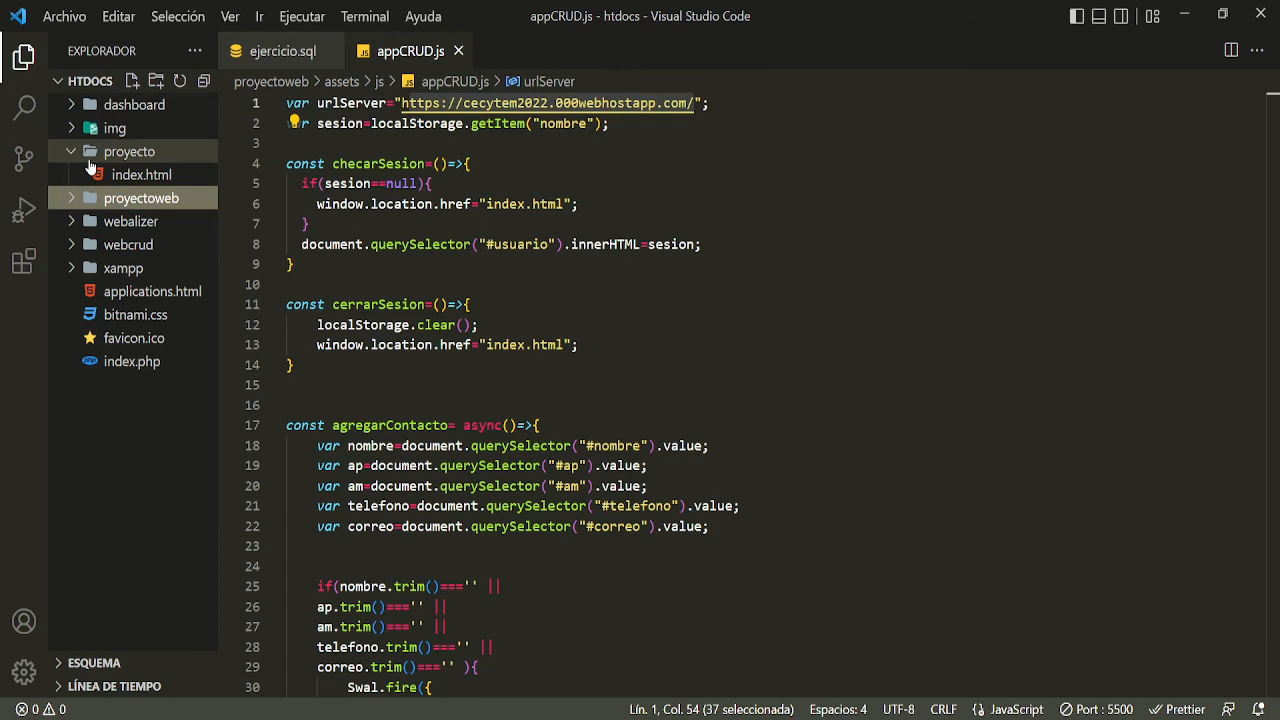 Archivo Editar Selección Ver Ir Ejecutar Terminal Ayuda appCRUD.js - htdocs - Visual Studio Code
EXPLORADOR
ejercicio.sql
JS appCRUD.js
HTDOCS
proyectoweb > assets > js > JS appCRUD.js > urlServer
dashboard
img
proyecto
index.html
proyectoweb
webalizer
webcrud
xampp
applications.html
bitnami.css
favicon.ico
index.php
ESQUEMA
LÍNEA DE TIEMPO
1 var urlServer="https://cecytem2022.000webhostapp.com/";
2 var sesion=localStorage.getItem("nombre");
3
4 const checarSesion=()=>{
5 if(sesion==null){
6 window.location.href="index.html";
7 }
8 document.querySelector("#usuario").innerHTML=sesion;
9 }
10
11 const cerrarSesion=()=>{
12 localStorage.clear();
13 window.location.href="index.html";
14 }
15
16
17 const agregarContacto= async()=>{
18 var nombre=document.querySelector("#nombre").value;
19 var ap=document.querySelector("#ap").value;
20 var am=document.querySelector("#am").value;
21 var telefono=document.querySelector("#telefono").value;
22 var correo=document.querySelector("#correo").value;
23
24
25 if(nombre.trim()==='' ||
26 ap.trim()==='' ||
27 am.trim()==='' ||
28 telefono.trim()==='' ||
29 correo.trim()==='' ){
30 Swal.fire({
0 0 Lín. 1, Col. 54 (37 seleccionada) Espacios: 4 UTF-8 CRLF {} JavaScript Port : 5500 Prettier